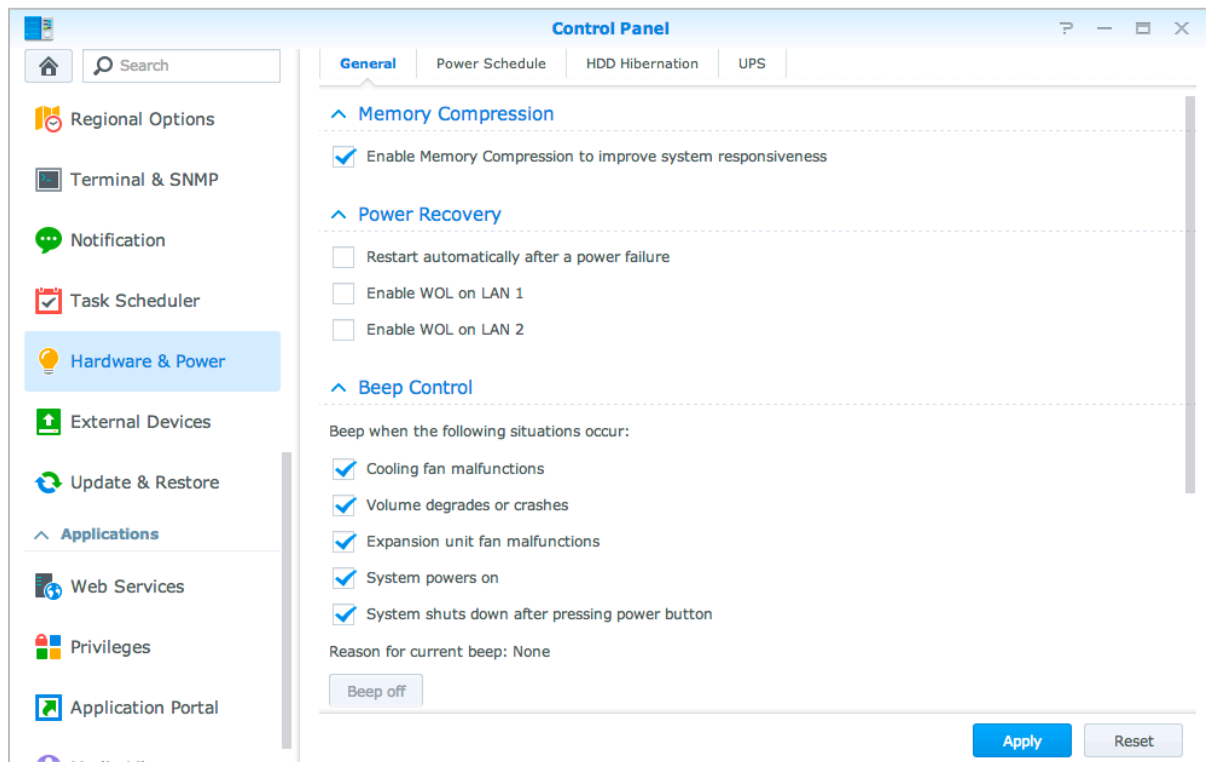 Control Panel
Search
General Power Schedule HDD Hibernation UPS
Regional Options
Terminal & SNMP
Notification
Task Scheduler
Hardware & Power
External Devices
Update & Restore
Applications
Web Services
Privileges
Application Portal
Memory Compression
Enable Memory Compression to improve system responsiveness
Power Recovery
Restart automatically after a power failure
Enable WOL on LAN 1
Enable WOL on LAN 2
Beep Control
Beep when the following situations occur:
Cooling fan malfunctions
Volume degrades or crashes
Expansion unit fan malfunctions
System powers on
System shuts down after pressing power button
Reason for current beep: None
Beep off
Apply Reset